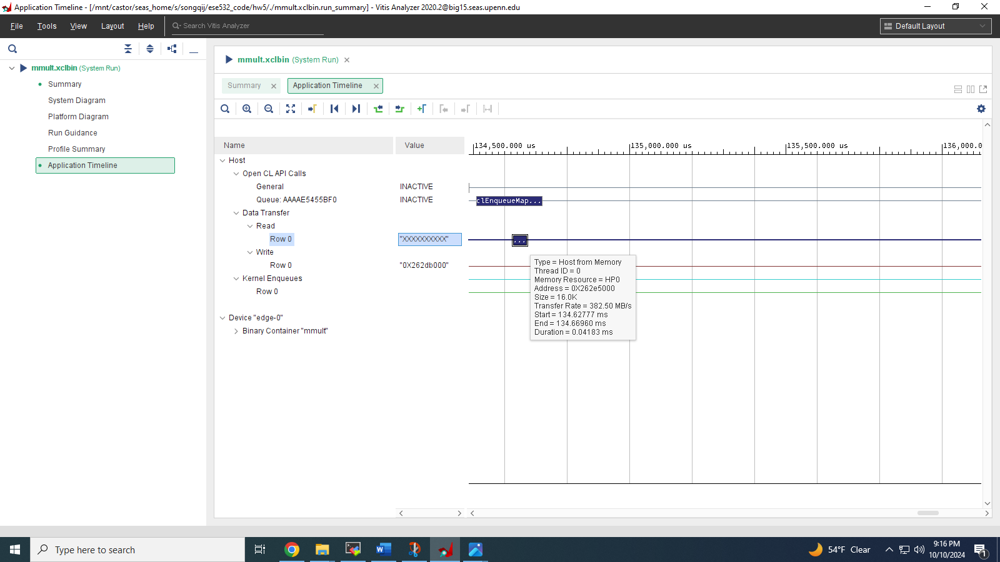 Application Timeline - [/mnt/castor/seas_home/s/songqij/ese532_code/hw5/./mmult.xclbin.run_summary] - Vitis Analyzer 2020.2@big15.seas.upenn.edu
File Tools View Layout Help Search Vitis Analyzer Default Layout
mmult.xclbin (System Run)
Summary
System Diagram
Platform Diagram
Run Guidance
Profile Summary
Application Timeline
mmult.xclbin (System Run)
Summary Application Timeline
Name Value
134,500.000 us 135,000.000 us 135,500.000 us 136,000.0
Host
Open CL API Calls
General INACTIVE
Queue: AAAAE5455BF0 INACTIVE clEnqueueMap...
Data Transfer
Read
Row 0 "XXXXXXXXXX" ...
Write
Row 0 "0X262db000"
Kernel Enqueues
Row 0
Device "edge-0"
Binary Container "mmult"
Type = Host from Memory
Thread ID = 0
Memory Resource = HP0
Address = 0X262e5000
Size = 16.0K
Transfer Rate = 382.50 MB/s
Start = 134.62777 ms
End = 134.66960 ms
Duration = 0.04183 ms
Type here to search
54°F Clear
9:16 PM
10/10/2024
1